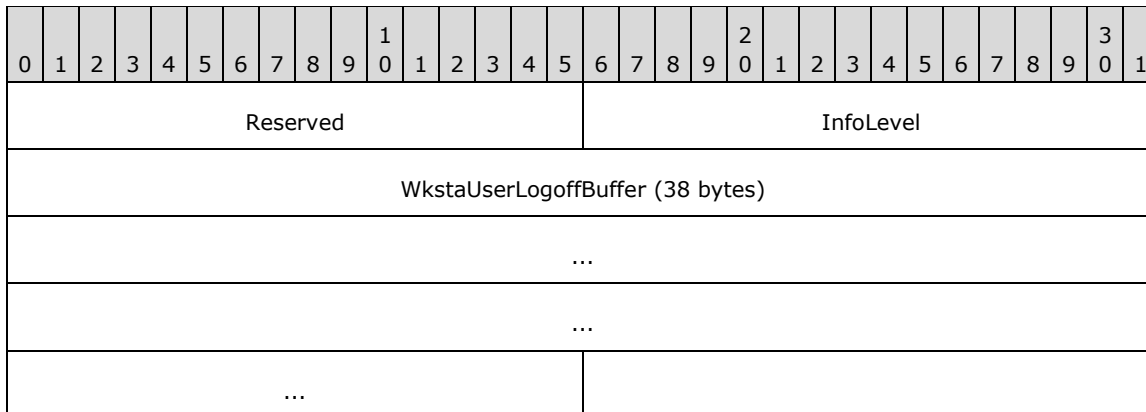 1 2 3
0 1 2 3 4 5 6 7 8 9 0 1 2 3 4 5 6 7 8 9 0 1 2 3 4 5 6 7 8 9 0 1
Reserved InfoLevel
WkstaUserLogoffBuffer (38 bytes)
...
...
...